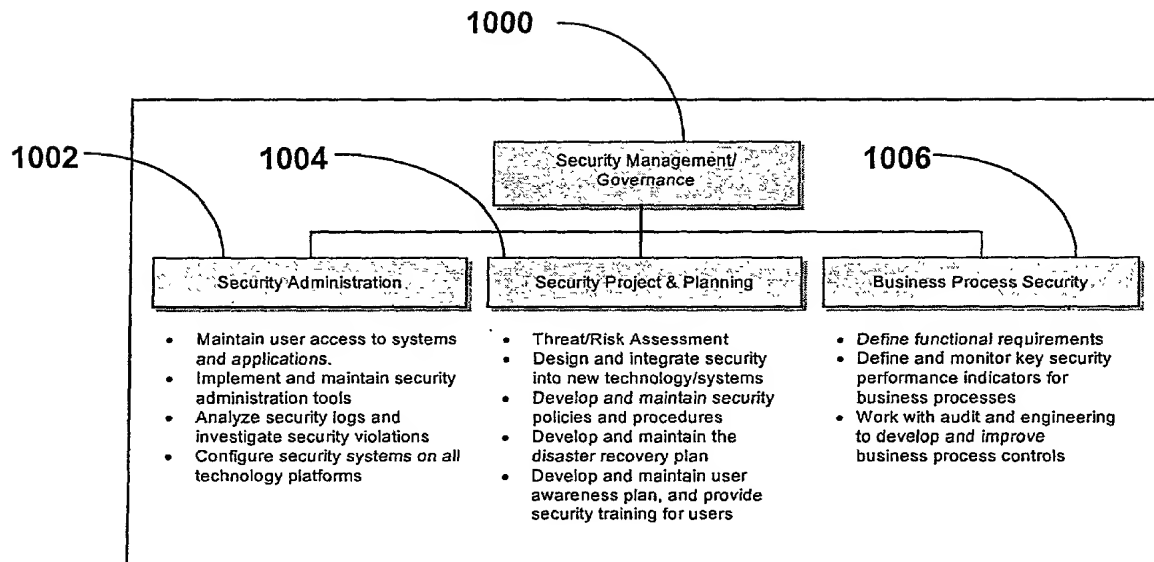 1000
1002
1004
1006
Security Management/
Governance
Security Administration
Security Project & Planning
Business Process Security
• Maintain user access to systems
and applications.
• Implement and maintain security
administration tools
• Analyze security logs and
investigate security violations
• Configure security systems on all
technology platforms
• Threat/Risk Assessment
• Design and integrate security
into new technology/systems
• Develop and maintain security
policies and procedures
• Develop and maintain the
disaster recovery plan
• Develop and maintain user
awareness plan, and provide
security training for users
• Define functional requirements
• Define and monitor key security
performance indicators for
business processes
• Work with audit and engineering
to develop and improve
business process controls